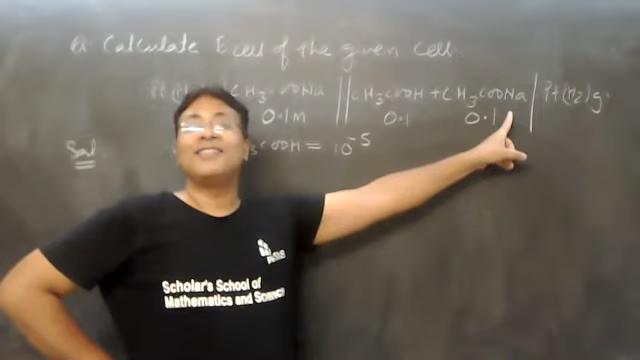 Q. Calculate Ecell of the given cell.
Pt(H CH3COONa || CH3COOH + CH3COONa | Pt(H2)g.
0.1M 0.1 0.1
Sol COOH = 10^-5
Scholar's School of
Mathematics and Science